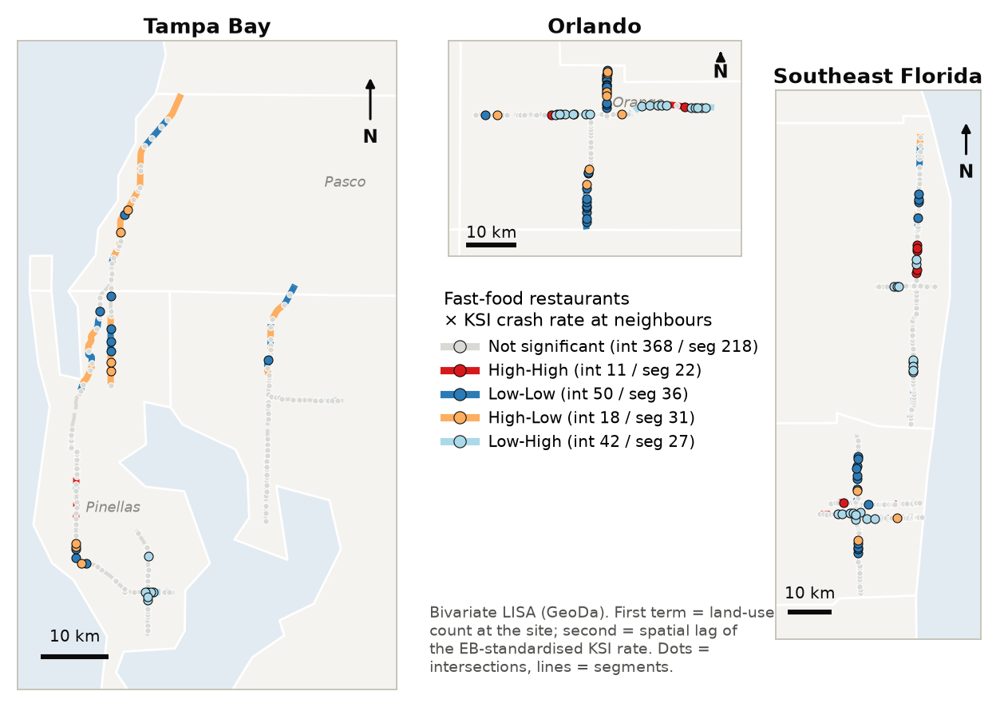 Tampa Bay
Orlando
Southeast Florida
N
N
N
Orange
Pasco
10 km
Fast-food restaurants
× KSI crash rate at neighbours
Not significant (int 368 / seg 218)
High-High (int 11 / seg 22)
Low-Low (int 50 / seg 36)
High-Low (int 18 / seg 31)
Low-High (int 42 / seg 27)
Pinellas
10 km
10 km
Bivariate LISA (GeoDa). First term = land-use
count at the site; second = spatial lag of
the EB-standardised KSI rate. Dots =
intersections, lines = segments.